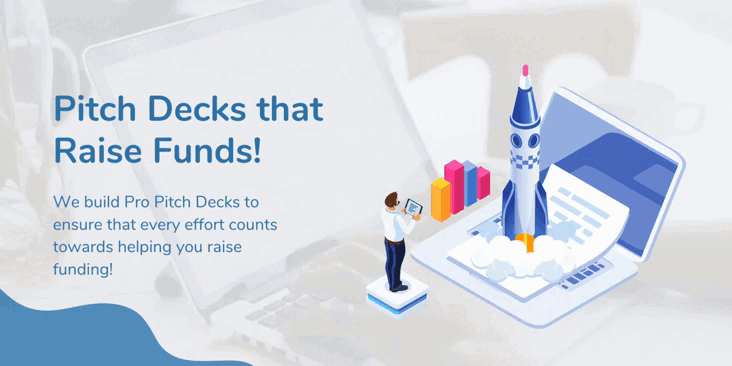 Pitch Decks that
Raise Funds!
We build Pro Pitch Decks to
ensure that every effort counts
towards helping you raise
funding!